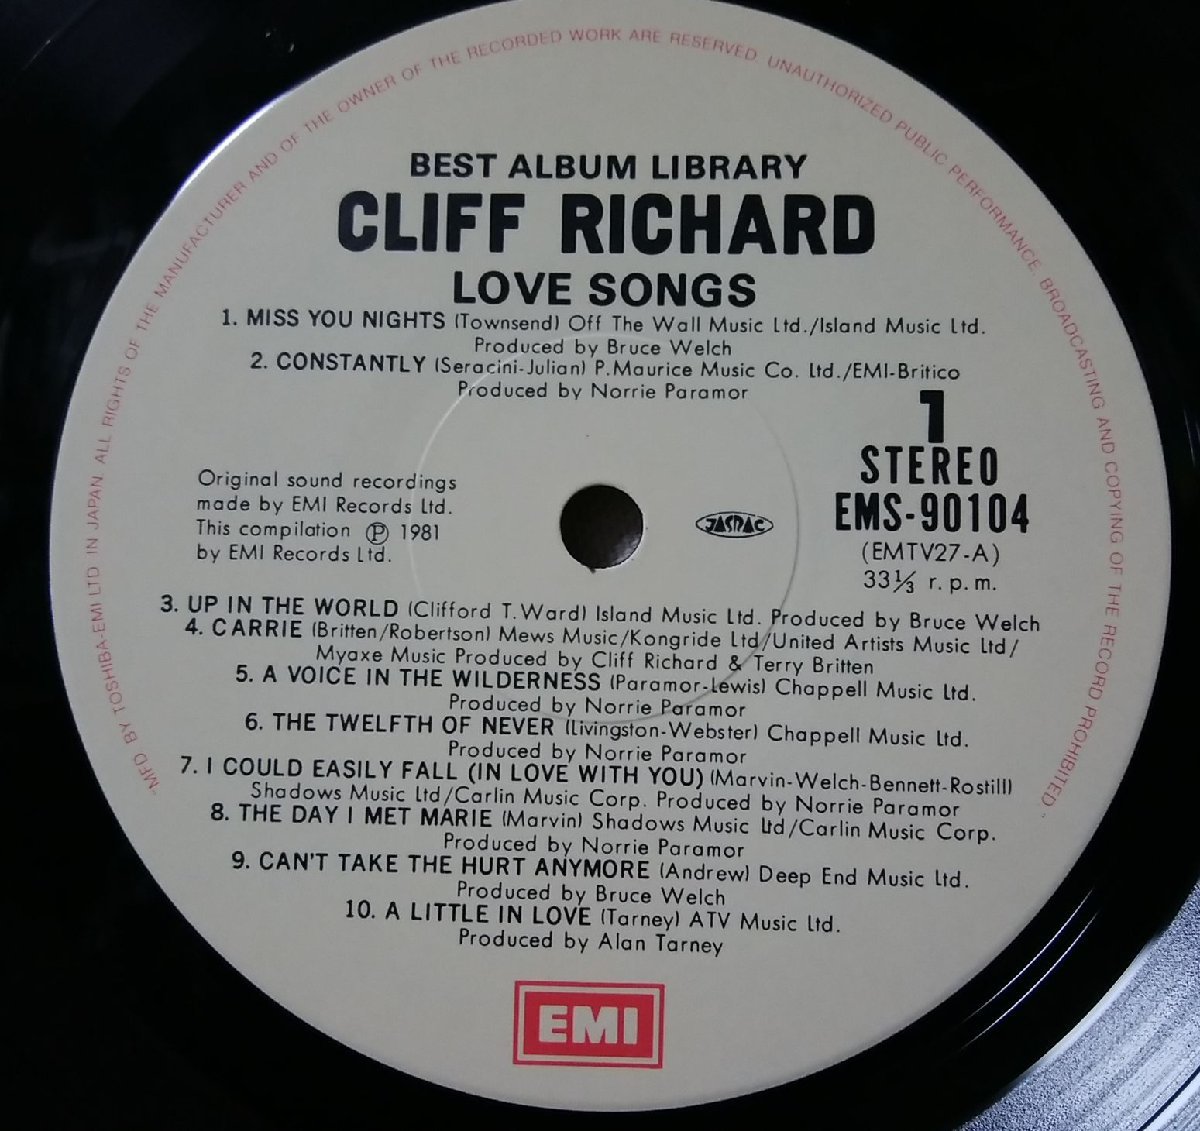 "MFD BY TOSHIBA-EMI LTD IN JAPAN. ALL RIGHTS OF THE MANUFACTURER AND OF THE OWNER OF THE RECORDED WORK ARE RESERVED. UNAUTHORIZED PUBLIC PERFORMANCE. BROADCASTING AND COPYING OF THE RECORD PROHIBITED
BEST ALBUM LIBRARY
CLIFF RICHARD
LOVE SONGS
1. MISS YOU NIGHTS (Townsend) Off The Wall Music Ltd./Island Music Ltd.
Produced by Bruce Welch
2. CONSTANTLY (Seracini-Julian) P.Maurice Music Co. Ltd./EMI-Britico
Produced by Norrie Paramor
1
STEREO
EMS-90104
(EMTV27-A)
33⅓ r.p.m.
Original sound recordings
made by EMI Records Ltd.
This compilation Ⓟ 1981
by EMI Records Ltd.
JASRAC
3. UP IN THE WORLD (Clifford T.Ward) Island Music Ltd. Produced by Bruce Welch
4. CARRIE (Britten/Robertson) Mews Music/Kongride Ltd/United Artists Music Ltd/
Myaxe Music Produced by Cliff Richard & Terry Britten
5. A VOICE IN THE WILDERNESS (Paramor-Lewis) Chappell Music Ltd.
Produced by Norrie Paramor
6. THE TWELFTH OF NEVER (Livingston-Webster) Chappell Music Ltd.
Produced by Norrie Paramor
7. I COULD EASILY FALL (IN LOVE WITH YOU) (Marvin-Welch-Bennett-Rostill)
Shadows Music Ltd/Carlin Music Corp. Produced by Norrie Paramor
8. THE DAY I MET MARIE (Marvin) Shadows Music Ltd/Carlin Music Corp.
Produced by Norrie Paramor
9. CAN'T TAKE THE HURT ANYMORE (Andrew) Deep End Music Ltd.
Produced by Bruce Welch
10. A LITTLE IN LOVE (Tarney) ATV Music Ltd.
Produced by Alan Tarney
EMI